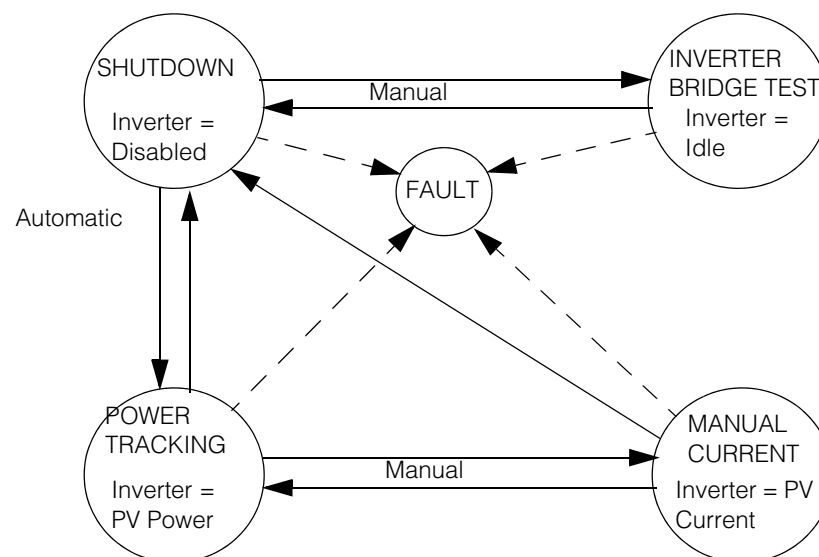 SHUTDOWN
Inverter =
Disabled
Manual
INVERTER
BRIDGE TEST
Inverter =
Idle
FAULT
Automatic
POWER
TRACKING
Inverter =
PV Power
Manual
MANUAL
CURRENT
Inverter = PV
Current